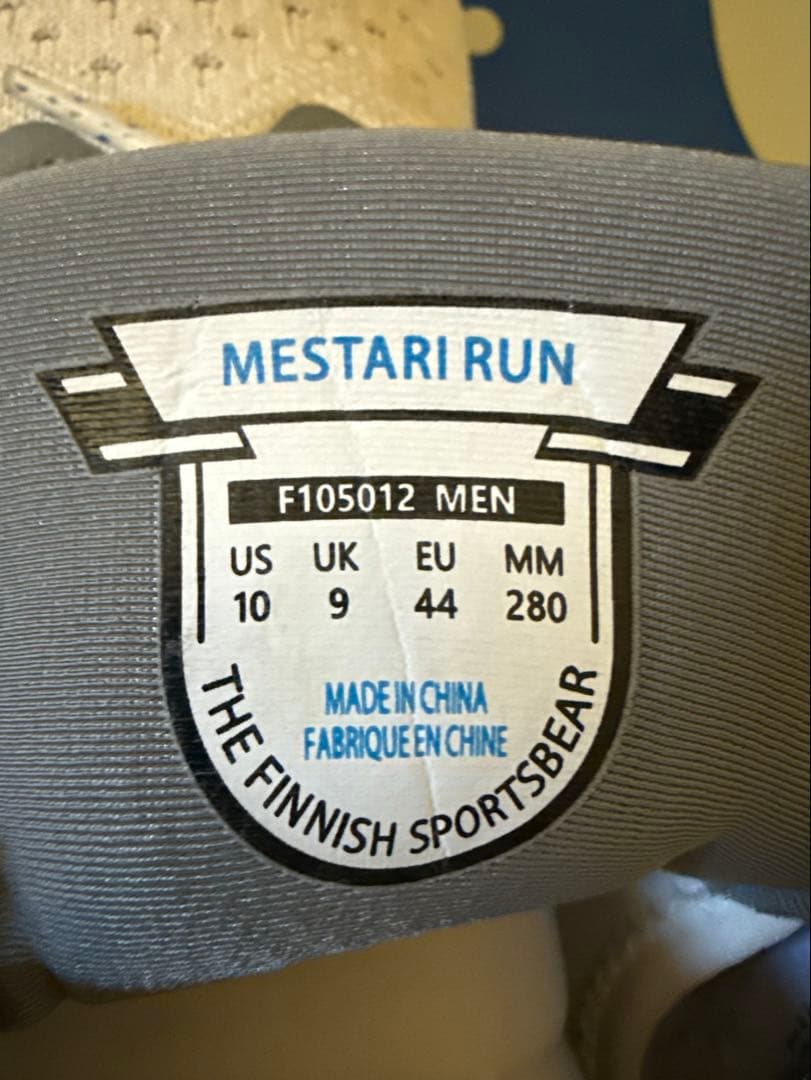 MESTARI RUN
F105012 MEN
US UK EU MM
10 9 44 280
MADE IN CHINA
FABRIQUE EN CHINE
THE FINNISH SPORTSBEAR